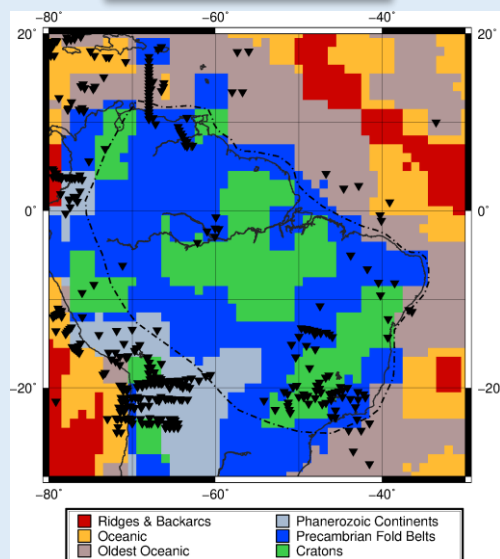 −80° −60° −40°
20°
20°
0°
0°
−20°
−20°
−80° −60° −40°
Ridges & Backarcs
Oceanic
Oldest Oceanic
Phanerozoic Continents
Precambrian Fold Belts
Cratons